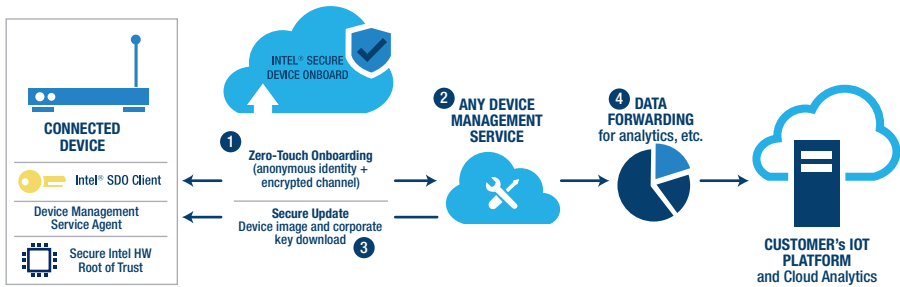 INTEL® SECURE
DEVICE ONBOARD
CONNECTED
DEVICE
Intel® SDO Client
Device Management
Service Agent
Secure Intel HW
Root of Trust
1
Zero-Touch Onboarding
(anonymous identity +
encrypted channel)
Secure Update
Device image and corporate
key download
3
2 ANY DEVICE
MANAGEMENT
SERVICE
4 DATA
FORWARDING
for analytics, etc.
CUSTOMER's IOT
PLATFORM
and Cloud Analytics